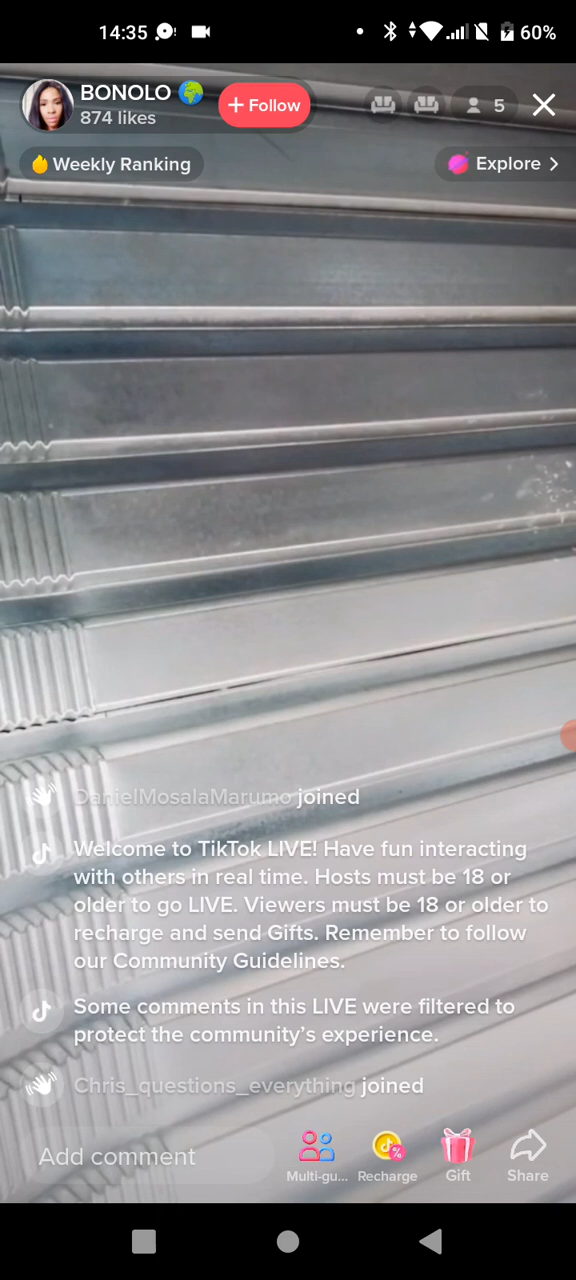 14:35
60%
BONOLO 🌍
874 likes
+ Follow
5
Weekly Ranking
Explore >
DanielMosalaMarumo joined
Welcome to TikTok LIVE! Have fun interacting
with others in real time. Hosts must be 18 or
older to go LIVE. Viewers must be 18 or older to
recharge and send Gifts. Remember to follow
our Community Guidelines.
Some comments in this LIVE were filtered to
protect the community's experience.
Chris_questions_everything joined
Add comment
Multi-gu...
Recharge
Gift
Share